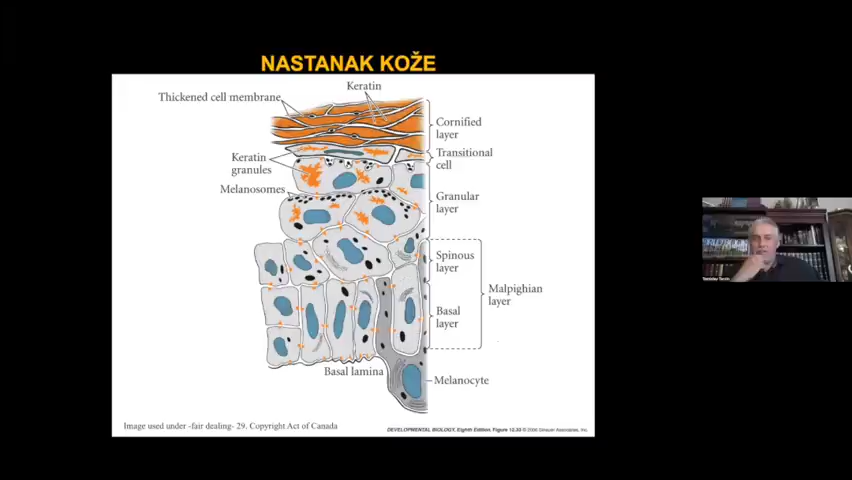 NASTANAK KOŽE
Keratin
Thickened cell membrane
Cornified
layer
Transitional
cell
Keratin
granules
Melanosomes
Granular
layer
Spinous
layer
Malpighian
layer
Basal
layer
Basal lamina
Melanocyte
Image used under -fair dealing- 29. Copyright Act of Canada
DEVELOPMENTAL BIOLOGY, Eighth Edition, Figure 12.33 © 2006 Sinauer Associates, Inc.